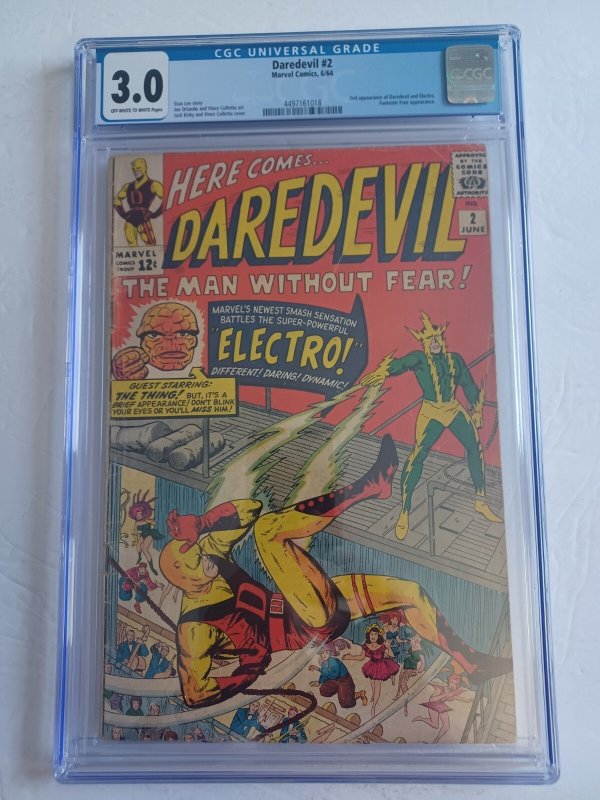 CGC UNIVERSAL GRADE
3.0
OFF-WHITE TO WHITE Pages
Daredevil #2
Marvel Comics, 6/64
Stan Lee story
Joe Orlando and Vince Colletta art
Jack Kirby and Vince Colletta cover
4497161018
2nd appearance of Daredevil and Electro.
Fantastic Four appearance.
CGC
HERE COMES...
DAREDEVIL
THE MAN WITHOUT FEAR!
APPROVED
BY THE
COMICS
CODE
AUTHORITY
IND.
2
JUNE
MARVEL
COMICS
GROUP
12¢
MARVEL'S NEWEST SMASH SENSATION
BATTLES THE SUPER-POWERFUL
"ELECTRO!"
DIFFERENT! DARING! DYNAMIC!
GUEST STARRING:
THE THING! BUT, IT'S A
BRIEF APPEARANCE! DON'T BLINK
YOUR EYES OR YOU'LL MISS HIM!
D